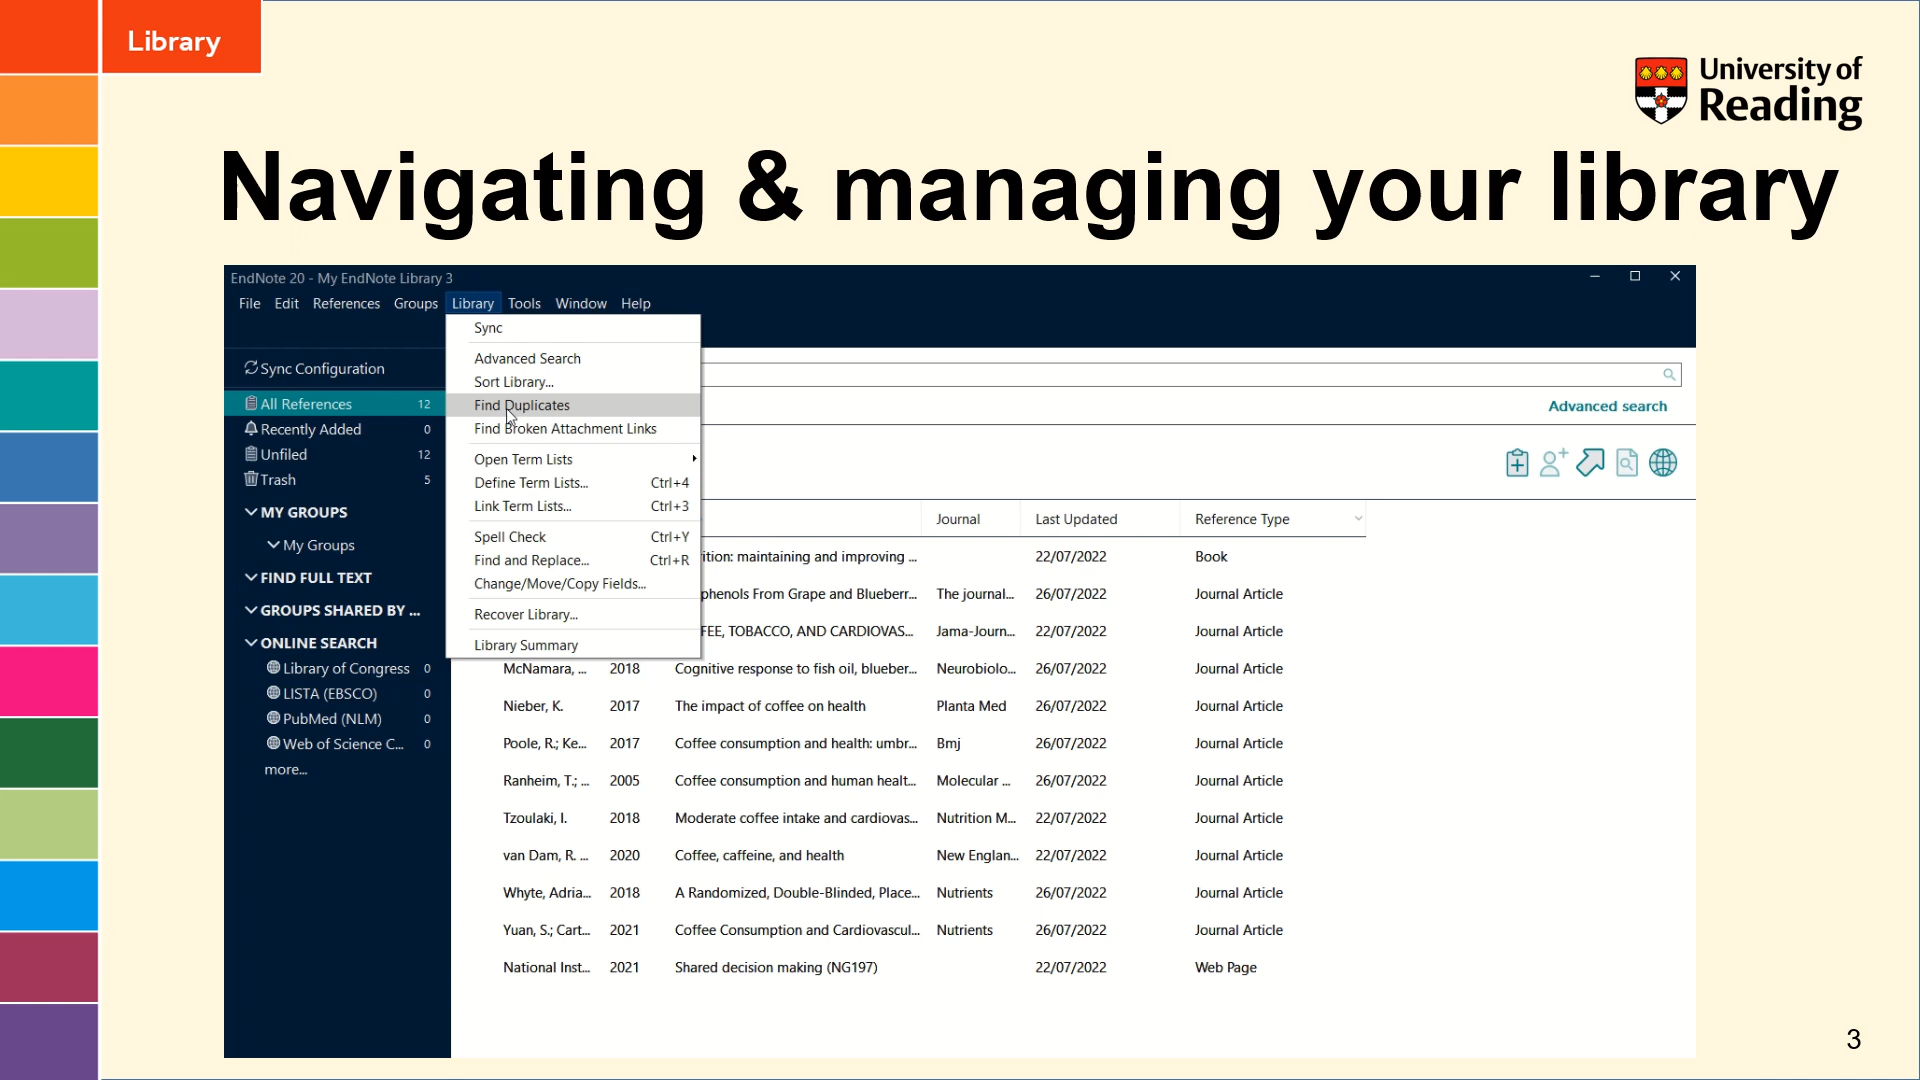 Library
University of
Reading
Navigating & managing your library
EndNote 20 - My EndNote Library 3
File Edit References Groups Library Tools Window Help
Sync
Advanced Search
Sort Library...
Find Duplicates
Find Broken Attachment Links
Open Term Lists
Define Term Lists... Ctrl+4
Link Term Lists... Ctrl+3
Spell Check Ctrl+Y
Find and Replace... Ctrl+R
Change/Move/Copy Fields...
Recover Library...
Library Summary
Sync Configuration
All References 12
Recently Added 0
Unfiled 12
Trash 5
MY GROUPS
My Groups
FIND FULL TEXT
GROUPS SHARED BY ...
ONLINE SEARCH
Library of Congress 0
LISTA (EBSCO) 0
PubMed (NLM) 0
Web of Science C... 0
more...
Advanced search
Journal Last Updated Reference Type
rition: maintaining and improving ... 22/07/2022 Book
phenols From Grape and Blueberr... The journal... 26/07/2022 Journal Article
FEE, TOBACCO, AND CARDIOVAS... Jama-Journ... 22/07/2022 Journal Article
McNamara, ... 2018 Cognitive response to fish oil, blueber... Neurobiolo... 26/07/2022 Journal Article
Nieber, K. 2017 The impact of coffee on health Planta Med 26/07/2022 Journal Article
Poole, R.; Ke... 2017 Coffee consumption and health: umbr... Bmj 26/07/2022 Journal Article
Ranheim, T.; ... 2005 Coffee consumption and human healt... Molecular ... 26/07/2022 Journal Article
Tzoulaki, I. 2018 Moderate coffee intake and cardiovas... Nutrition M... 22/07/2022 Journal Article
van Dam, R. ... 2020 Coffee, caffeine, and health New Englan... 22/07/2022 Journal Article
Whyte, Adria... 2018 A Randomized, Double-Blinded, Place... Nutrients 26/07/2022 Journal Article
Yuan, S.; Cart... 2021 Coffee Consumption and Cardiovascul... Nutrients 26/07/2022 Journal Article
National Inst... 2021 Shared decision making (NG197) 22/07/2022 Web Page
3